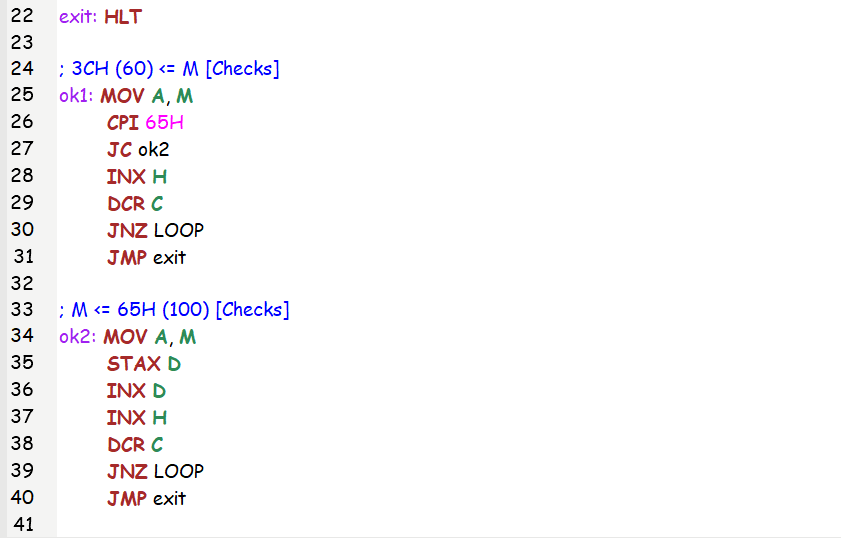 22 exit: HLT
23
24 ; 3CH (60) <= M [Checks]
25 ok1: MOV A, M
26 CPI 65H
27 JC ok2
28 INX H
29 DCR C
30 JNZ LOOP
31 JMP exit
32
33 ; M <= 65H (100) [Checks]
34 ok2: MOV A, M
35 STAX D
36 INX D
37 INX H
38 DCR C
39 JNZ LOOP
40 JMP exit
41